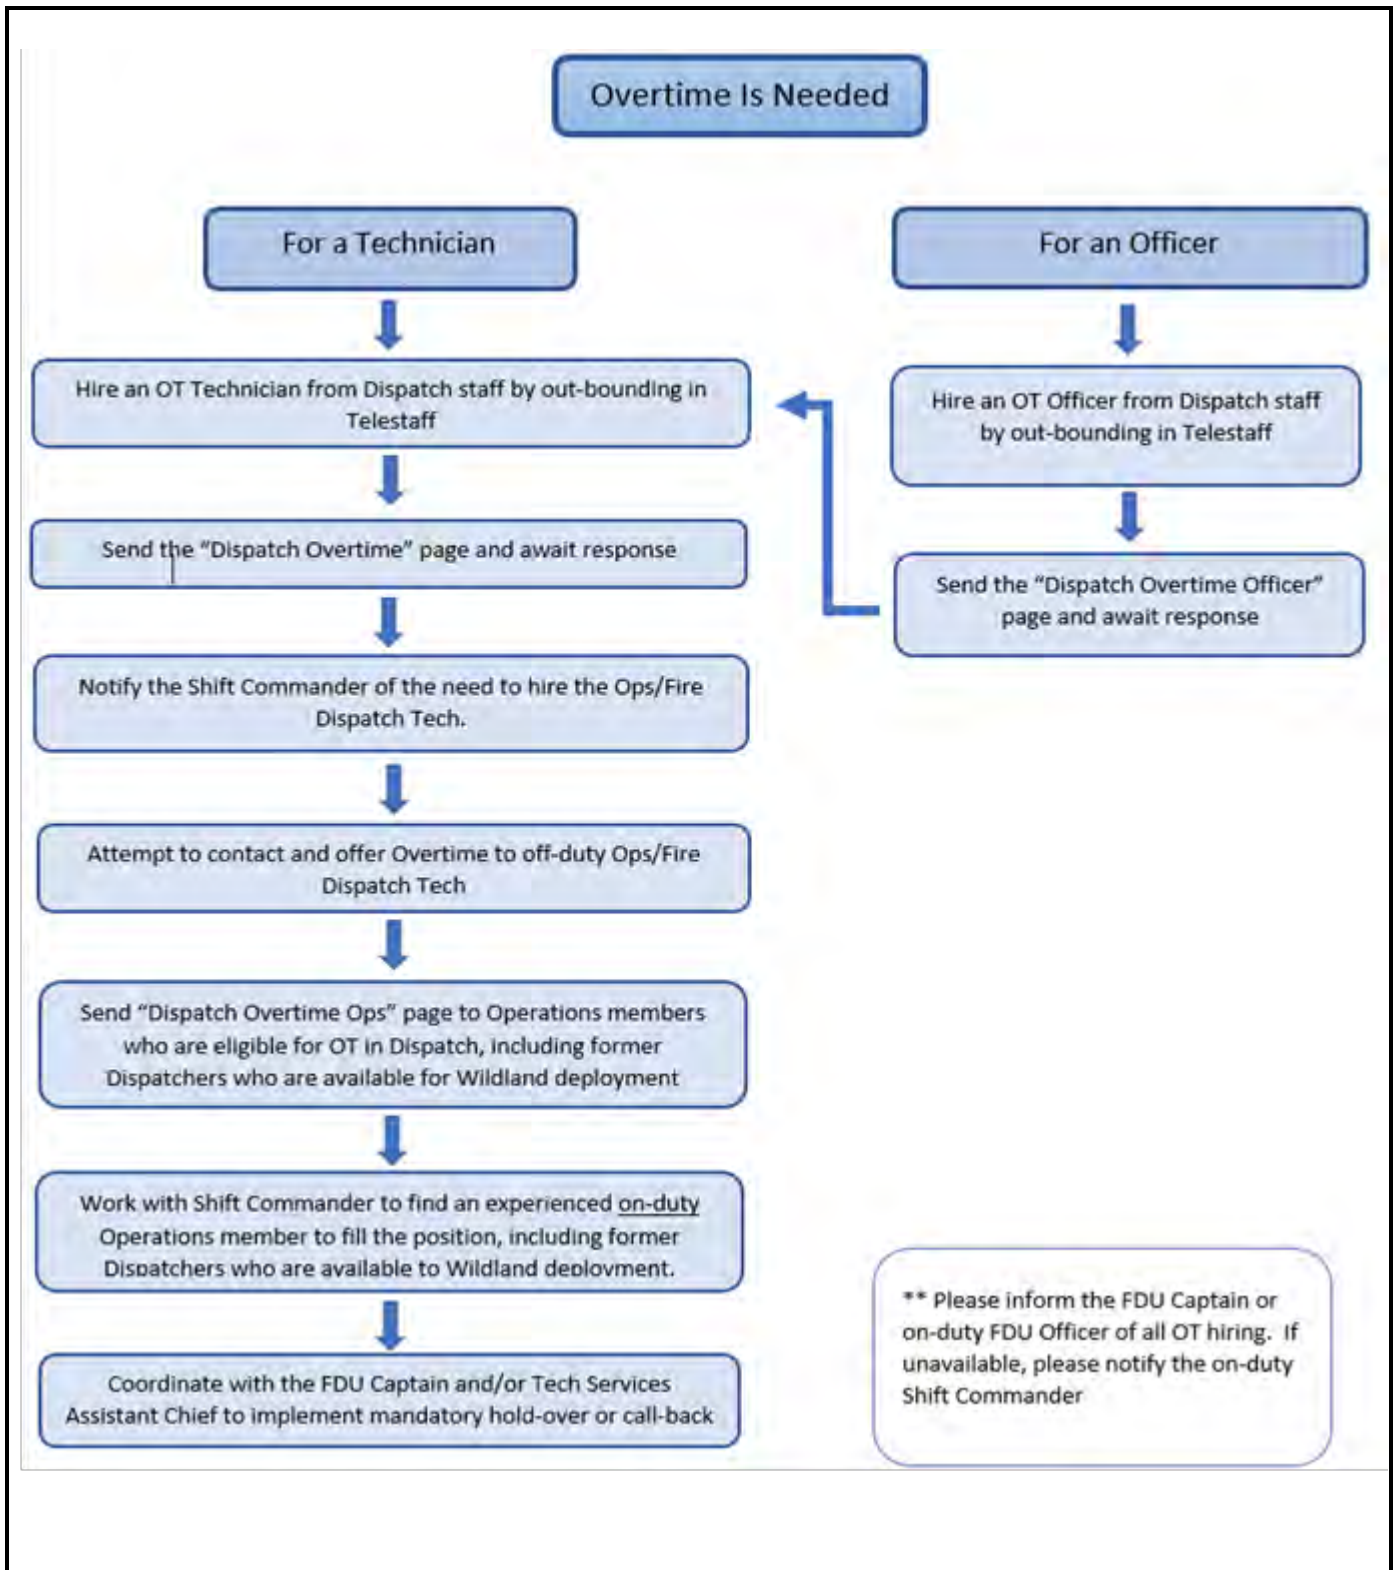 Overtime Is Needed
For a Technician
Hire an OT Technician from Dispatch staff by out-bounding in
Telestaff
Send the “Dispatch Overtime” page and await response
Notify the Shift Commander of the need to hire the Ops/Fire
Dispatch Tech.
Attempt to contact and offer Overtime to off-duty Ops/Fire
Dispatch Tech
Send “Dispatch Overtime Ops” page to Operations members
who are eligible for OT in Dispatch, including former
Dispatchers who are available for Wildland deployment
Work with Shift Commander to find an experienced on-duty
Operations member to fill the position, including former
Dispatchers who are available to Wildland deployment.
Coordinate with the FDU Captain and/or Tech Services
Assistant Chief to implement mandatory hold-over or call-back
For an Officer
Hire an OT Officer from Dispatch staff
by out-bounding in Telestaff
Send the “Dispatch Overtime Officer”
page and await response
** Please inform the FDU Captain or
on-duty FDU Officer of all OT hiring. If
unavailable, please notify the on-duty
Shift Commander